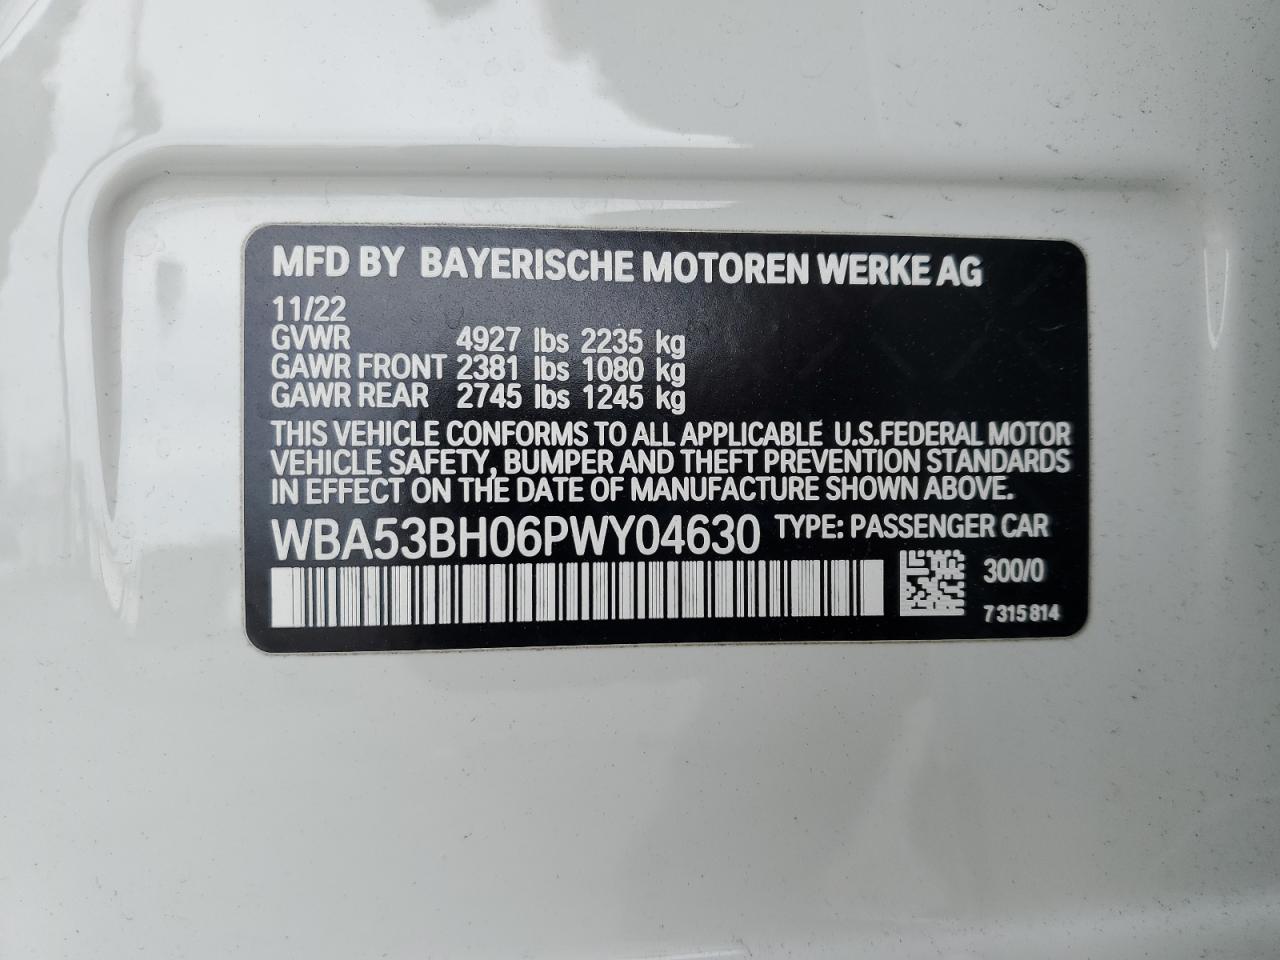 MFD BY BAYERISCHE MOTOREN WERKE AG
11/22
GVWR 4927 lbs 2235 kg
GAWR FRONT 2381 lbs 1080 kg
GAWR REAR 2745 lbs 1245 kg
THIS VEHICLE CONFORMS TO ALL APPLICABLE U.S.FEDERAL MOTOR
VEHICLE SAFETY, BUMPER AND THEFT PREVENTION STANDARDS
IN EFFECT ON THE DATE OF MANUFACTURE SHOWN ABOVE.
WBA53BH06PWY04630 TYPE: PASSENGER CAR
300/0
7 315 814